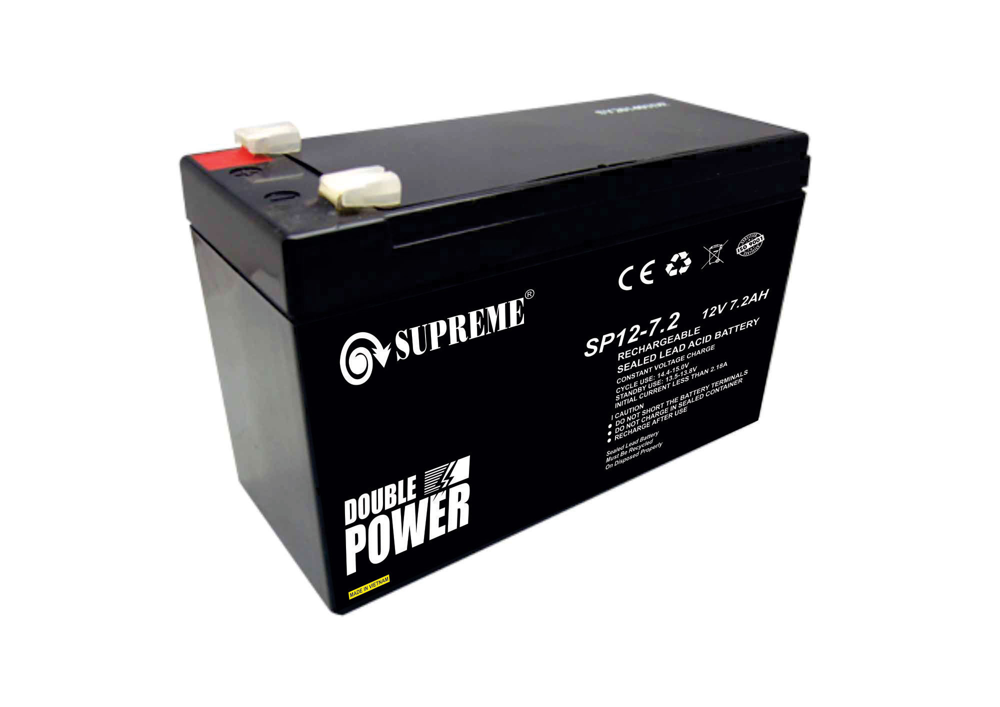 CE
CERTIFIED
ISO 9001
CERTIFIED
SUPREME®
SP12-7.2 12V 7.2AH
RECHARGEABLE
SEALED LEAD ACID BATTERY
CONSTANT VOLTAGE CHARGE
CYCLE USE: 14.4-15.0V
STANDBY USE: 13.5-13.8V
INITIAL CURRENT LESS THAN 2.18A
I CAUTION
• DO NOT SHORT THE BATTERY TERMINALS
• DO NOT CHARGE IN SEALED CONTAINER
• RECHARGE AFTER USE
Sealed Lead Battery
Must Be Recycled
On Disposed Properly
DOUBLE
POWER
MADE IN VIETNAM